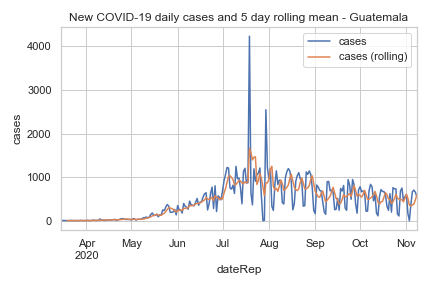 New COVID-19 daily cases and 5 day rolling mean - Guatemala
cases
cases (rolling)
cases
4000
3000
2000
1000
0
Apr May Jun Jul Aug Sep Oct Nov
2020
dateRep